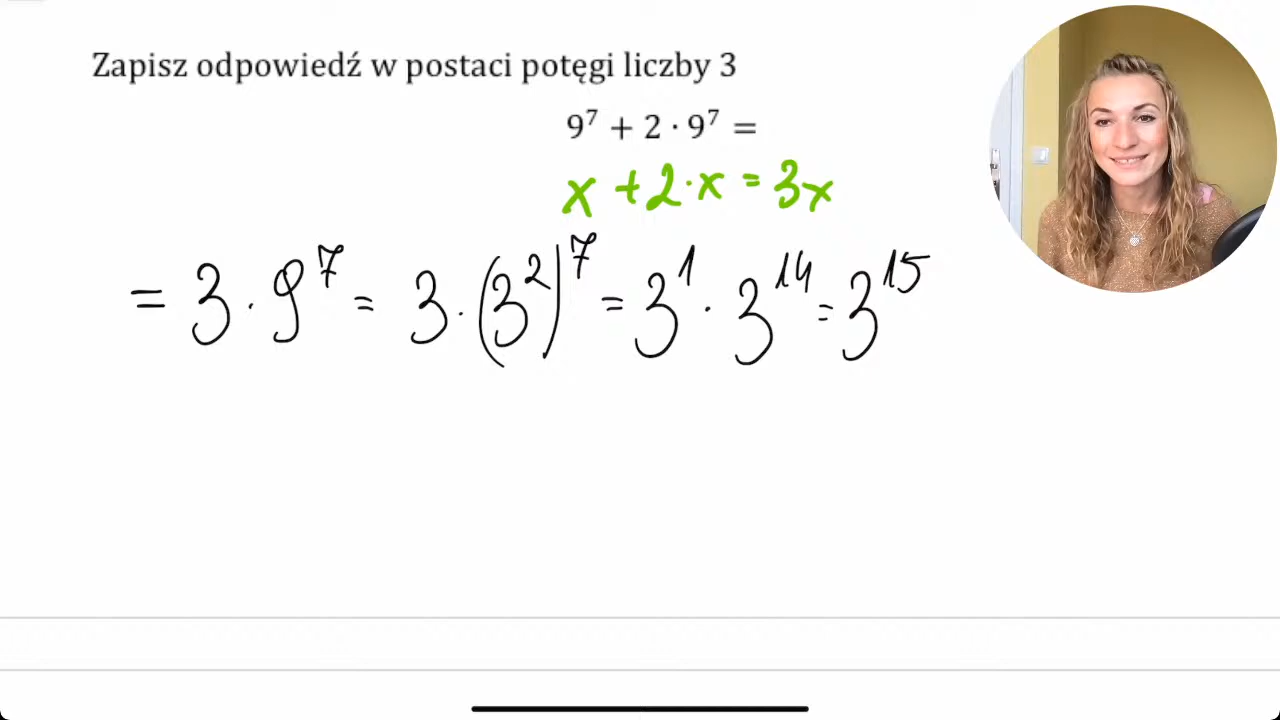 Zapisz odpowiedź w postaci potęgi liczby 3
9⁷ + 2 · 9⁷ =
x + 2 · x = 3x
= 3 · 9⁷ = 3 · (3²)⁷ = 3¹ · 3¹⁴ = 3¹⁵